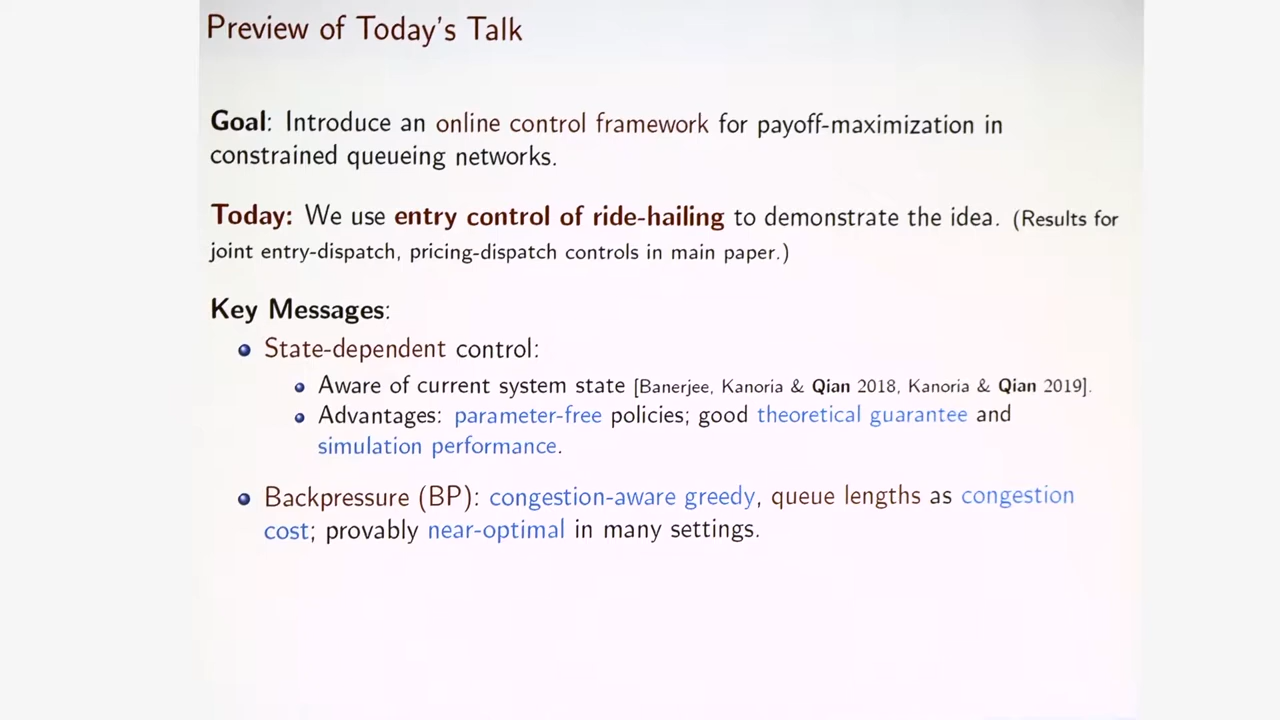 Preview of Today's Talk
Goal: Introduce an online control framework for payoff-maximization in
constrained queueing networks.
Today: We use entry control of ride-hailing to demonstrate the idea. (Results for
joint entry-dispatch, pricing-dispatch controls in main paper.)
Key Messages:
State-dependent control:
Aware of current system state [Banerjee, Kanoria & Qian 2018, Kanoria & Qian 2019].
Advantages: parameter-free policies; good theoretical guarantee and
simulation performance.
Backpressure (BP): congestion-aware greedy, queue lengths as congestion
cost; provably near-optimal in many settings.